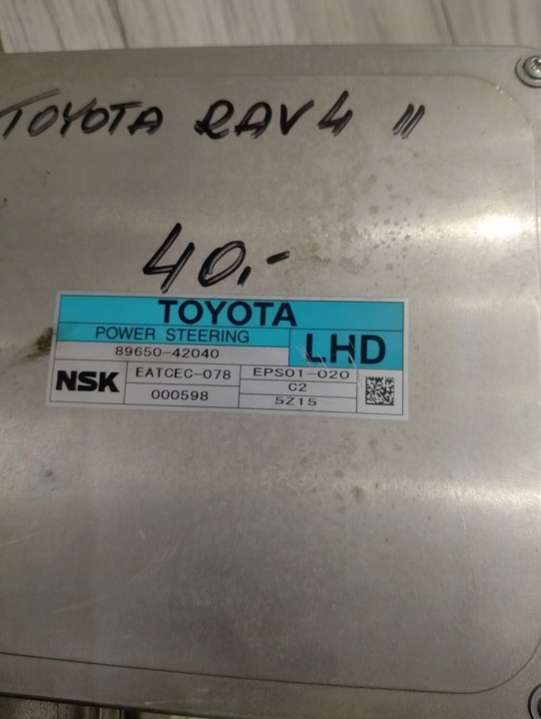 TOYOTA RAV4 II
40.-
TOYOTA
POWER STEERING
89650-42040
LHD
NSK
EATCEC-078
EPS01-020
000598
C2
5Z15